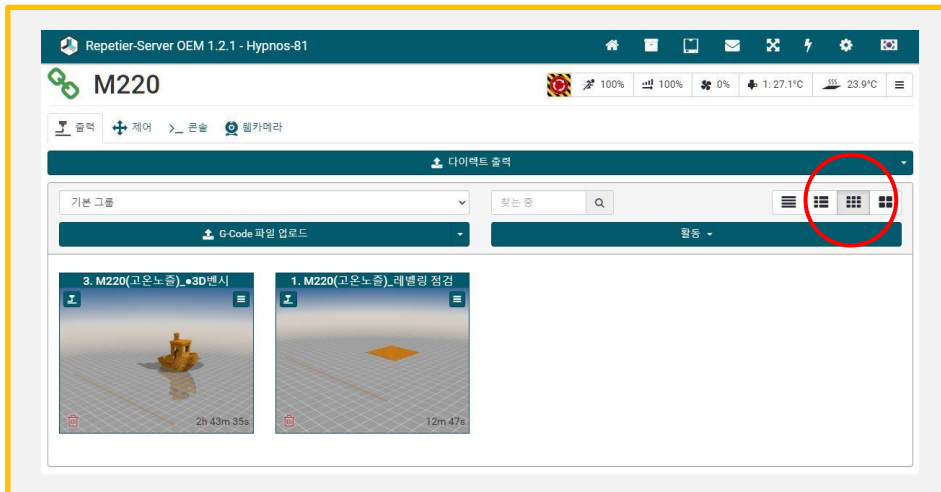 Repetier-Server OEM 1.2.1 - Hypnos-81
M220
100%
100%
0%
1: 27.1°C
23.9°C
출력
제어
콘솔
웹카메라
다이렉트 출력
기본 그룹
찾는 중
G-Code 파일 업로드
활동
3. M220(고온노즐)_●3D벤시
1. M220(고온노즐)_레벨링 점검
2h 43m 35s
12m 47s